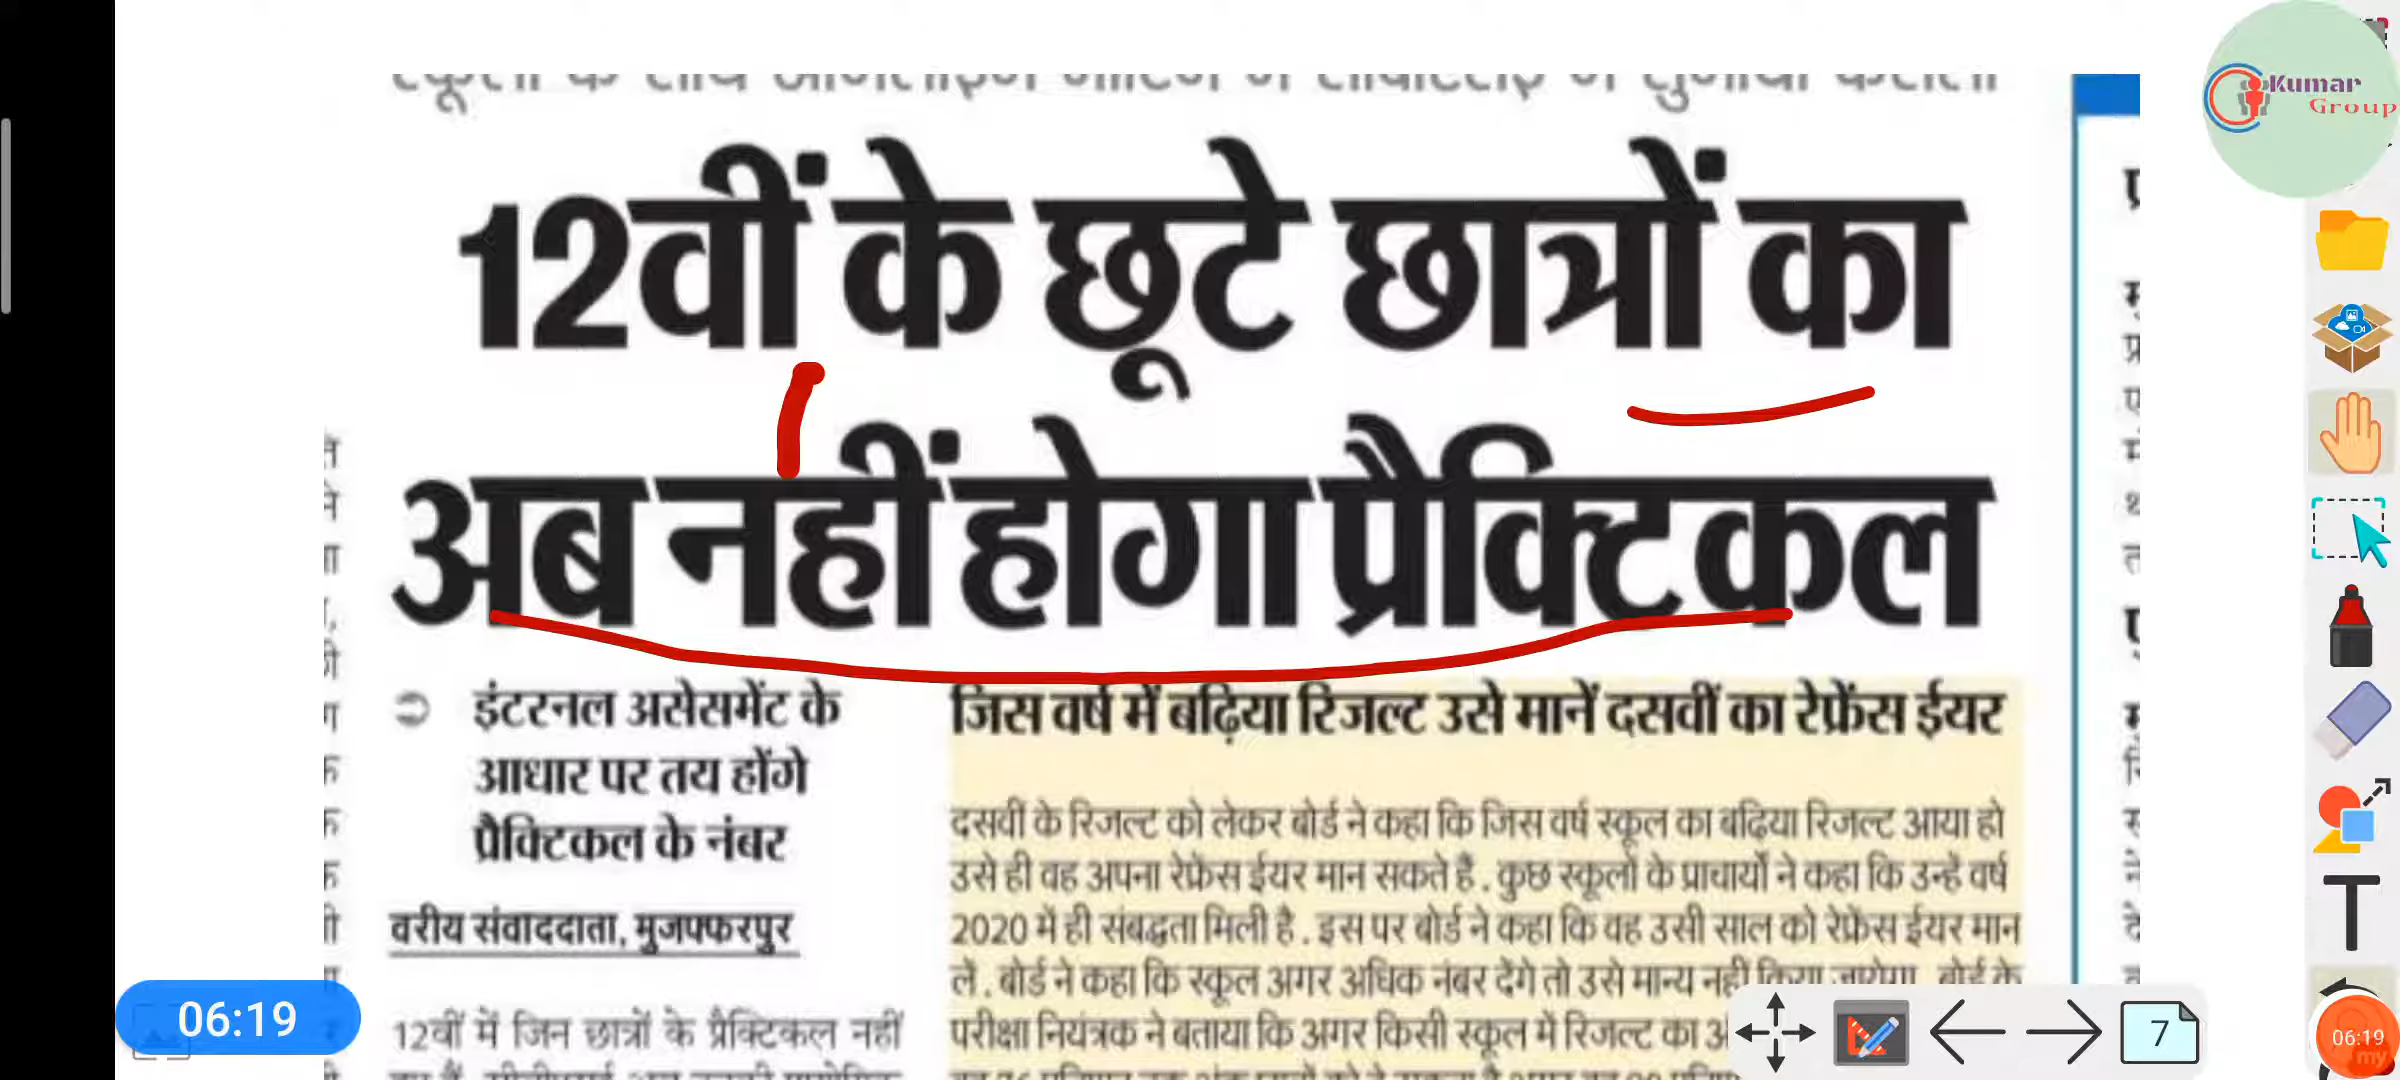 Kumar
Group
12वीं के छूटे छात्रों का
अब नहीं होगा प्रैक्टिकल
इंटरनल असेसमेंट के
आधार पर तय होंगे
प्रैक्टिकल के नंबर
वरीय संवाददाता, मुजफ्फरपुर
12वीं में जिन छात्रों के प्रैक्टिकल नहीं
जिस वर्ष में बढ़िया रिजल्ट उसे मानें दसवीं का रेफ्रेंस ईयर
दसवीं के रिजल्ट को लेकर बोर्ड ने कहा कि जिस वर्ष स्कूल का बढ़िया रिजल्ट आया हो
उसे ही वह अपना रेफ्रेंस ईयर मान सकते हैं. कुछ स्कूलों के प्राचार्यों ने कहा कि उन्हें वर्ष
2020 में ही संबद्धता मिली है. इस पर बोर्ड ने कहा कि वह उसी साल को रेफ्रेंस ईयर मान
लें. बोर्ड ने कहा कि स्कूल अगर अधिक नंबर देंगे तो उसे मान्य नहीं किया जायेगा. बोर्ड के
परीक्षा नियंत्रक ने बताया कि अगर किसी स्कूल में रिजल्ट का
06:19
7
T
06:19